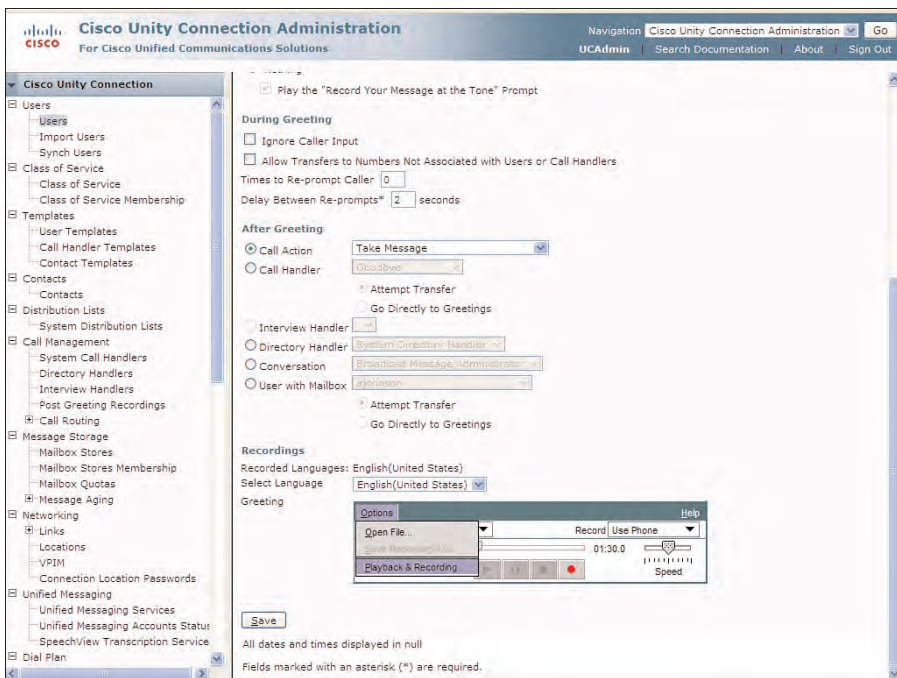 Cisco Unity Connection Administration
For Cisco Unified Communications Solutions
CISCO
Navigation Cisco Unity Connection Administration Go
UCAdmin Search Documentation About Sign Out
Cisco Unity Connection
Users
Users
Import Users
Synch Users
Class of Service
Class of Service
Class of Service Membership
Templates
User Templates
Call Handler Templates
Contact Templates
Contacts
Contacts
Distribution Lists
System Distribution Lists
Call Management
System Call Handlers
Directory Handlers
Interview Handlers
Post Greeting Recordings
Call Routing
Message Storage
Mailbox Stores
Mailbox Stores Membership
Mailbox Quotas
Message Aging
Networking
Links
Locations
VPIM
Connection Location Passwords
Unified Messaging
Unified Messaging Services
Unified Messaging Accounts Status
SpeechView Transcription Service
Dial Plan
Play the "Record Your Message at the Tone" Prompt
During Greeting
Ignore Caller Input
Allow Transfers to Numbers Not Associated with Users or Call Handlers
Times to Re-prompt Caller 0
Delay Between Re-prompts* 2 seconds
After Greeting
Call Action Take Message
Call Handler Goodbye
Attempt Transfer
Go Directly to Greetings
Interview Handler
Directory Handler System Directory Handler
Conversation Broadcast Message Administrator
User with Mailbox ajohnson
Attempt Transfer
Go Directly to Greetings
Recordings
Recorded Languages: English(United States)
Select Language English(United States)
Greeting
Options Help
Open File...
Record Use Phone
01:30.0
Playback & Recording...
Speed
Save
All dates and times displayed in null
Fields marked with an asterisk (*) are required.